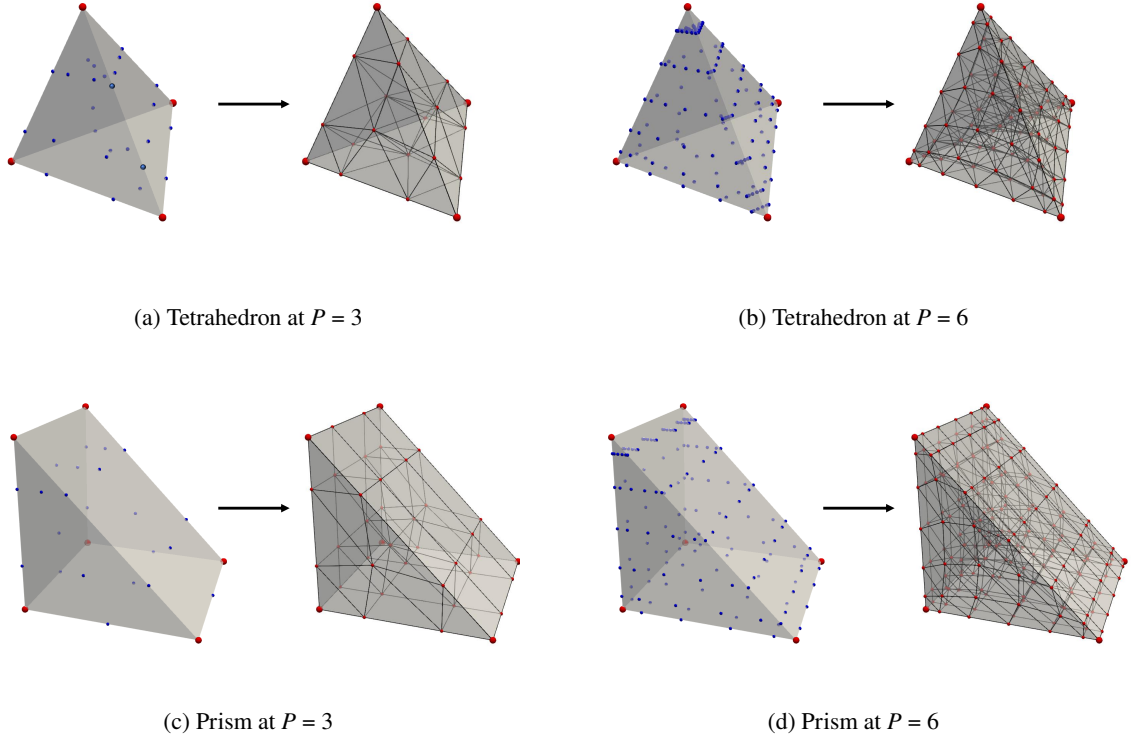 (a) Tetrahedron at P = 3
(b) Tetrahedron at P = 6
(c) Prism at P = 3
(d) Prism at P = 6